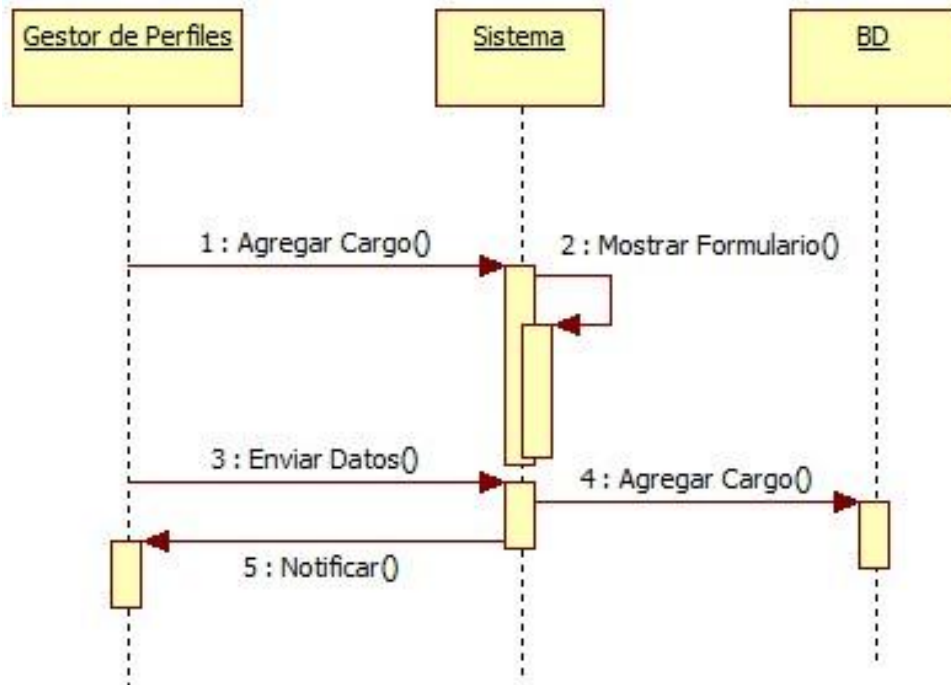 Gestor de Perfiles
Sistema
BD
1 : Agregar Cargo()
2 : Mostrar Formulario()
3 : Enviar Datos()
4 : Agregar Cargo()
5 : Notificar()